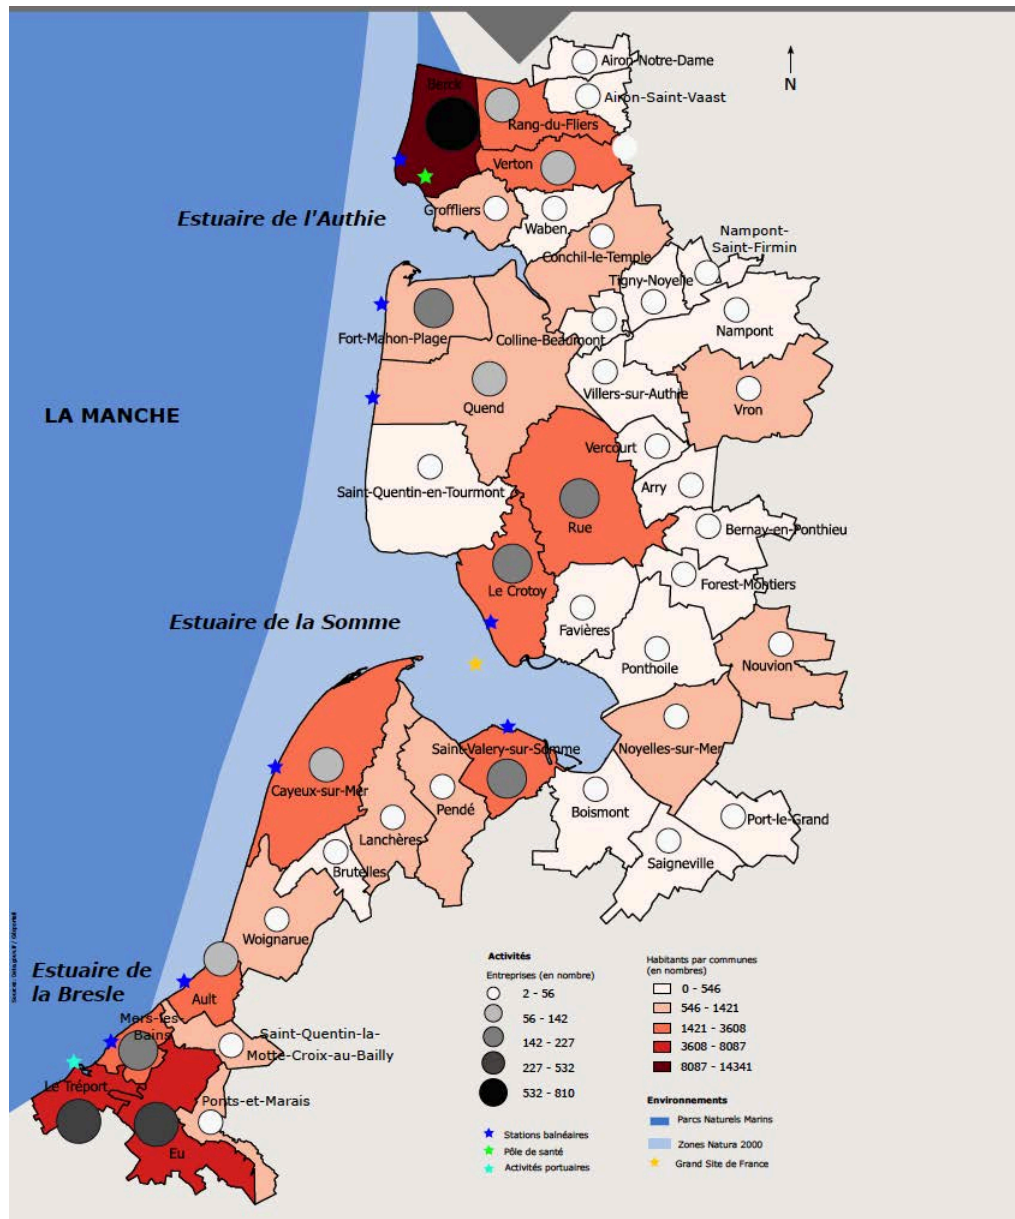 Airon-Notre-Dame
N
Berck
Airon-Saint-Vaast
Rang-du-Fliers
Verton
Estuaire de l'Authie
Groffliers
Waben
Nampont-
Saint-Firmin
Conchil-le-Temple
Tigny-Noyelle
Nampont
Fort-Mahon-Plage
Colline-Beaumont
Villers-sur-Authie
LA MANCHE
Quend
Vron
Vercourt
Saint-Quentin-en-Tourmont
Arry
Rue
Bernay-en-Ponthieu
Le Crotoy
Forest-Montiers
Estuaire de la Somme
Favières
Ponthoile
Nouvion
Saint-Valery-sur-Somme
Noyelles-sur-Mer
Cayeux-sur-Mer
Pendé
Boismont
Port-le-Grand
Lanchères
Saigneville
Brutelles
Woignarue
Estuaire de
la Bresle
Ault
Mers-les-
Bains
Saint-Quentin-la-
Motte-Croix-au-Bailly
Le Tréport
Ponts-et-Marais
Eu
Activités
Entreprises (en nombre)
2 - 56
56 - 142
142 - 227
227 - 532
532 - 810
Stations balnéaires
Pôle de santé
Activités portuaires
Habitants par communes
(en nombres)
0 - 546
546 - 1421
1421 - 3608
3608 - 8087
8087 - 14341
Environnements
Parcs Naturels Marins
Zones Natura 2000
Grand Site de France